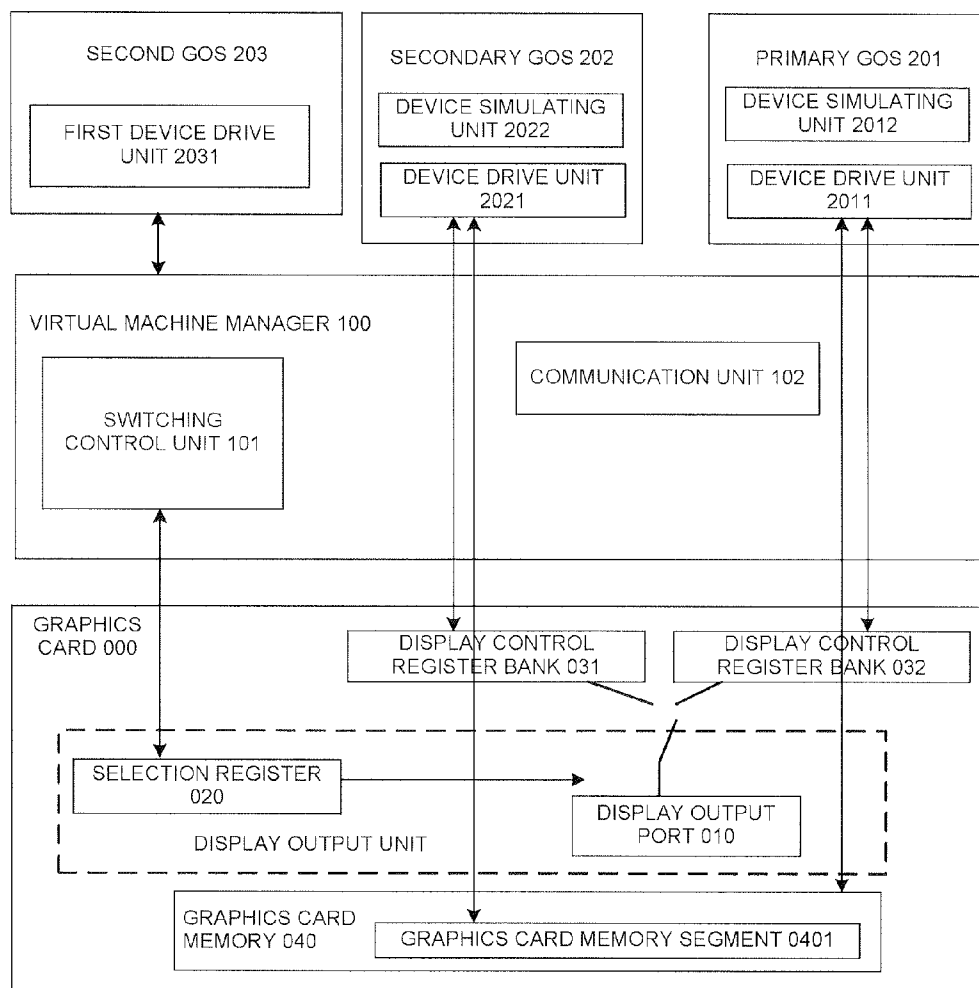 SECOND GOS 203
FIRST DEVICE DRIVE
UNIT 2031
SECONDARY GOS 202
DEVICE SIMULATING
UNIT 2022
DEVICE DRIVE UNIT
2021
PRIMARY GOS 201
DEVICE SIMULATING
UNIT 2012
DEVICE DRIVE UNIT
2011
VIRTUAL MACHINE MANAGER 100
SWITCHING
CONTROL UNIT 101
COMMUNICATION UNIT 102
GRAPHICS
CARD 000
DISPLAY CONTROL
REGISTER BANK 031
DISPLAY CONTROL
REGISTER BANK 032
SELECTION REGISTER
020
DISPLAY OUTPUT UNIT
DISPLAY OUTPUT
PORT 010
GRAPHICS CARD
MEMORY 040
GRAPHICS CARD MEMORY SEGMENT 0401